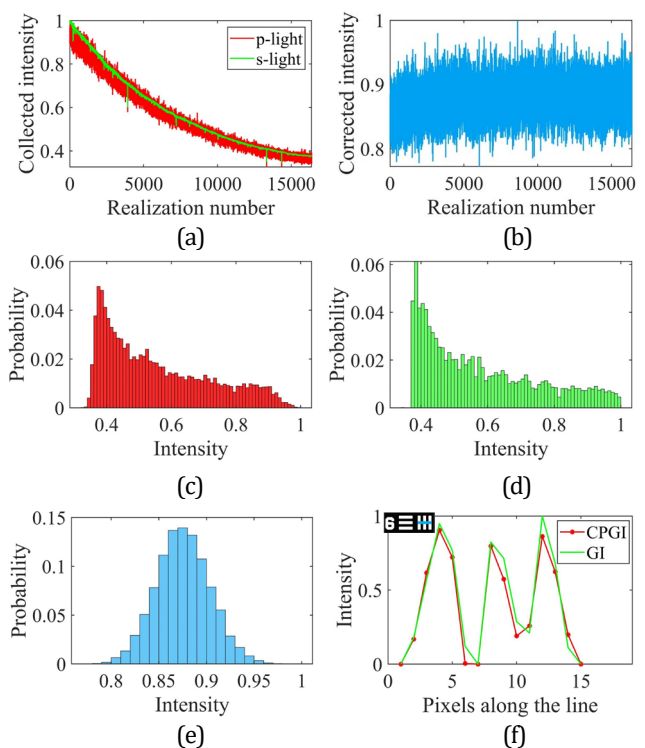 1
0.8
0.6
0.4
Collected intensity
p-light
s-light
0 5000 10000 15000
Realization number
(a)
1
0.9
0.8
Corrected intensity
0 5000 10000 15000
Realization number
(b)
0.06
0.04
0.02
0
Probability
0.4 0.6 0.8 1
Intensity
(c)
0.06
0.04
0.02
0
Probability
0.4 0.6 0.8 1
Intensity
(d)
0.15
0.1
0.05
0
Probability
0.8 0.85 0.9 0.95 1
Intensity
(e)
1
0.5
0
Intensity
6
CPGI
GI
0 5 10 15
Pixels along the line
(f)